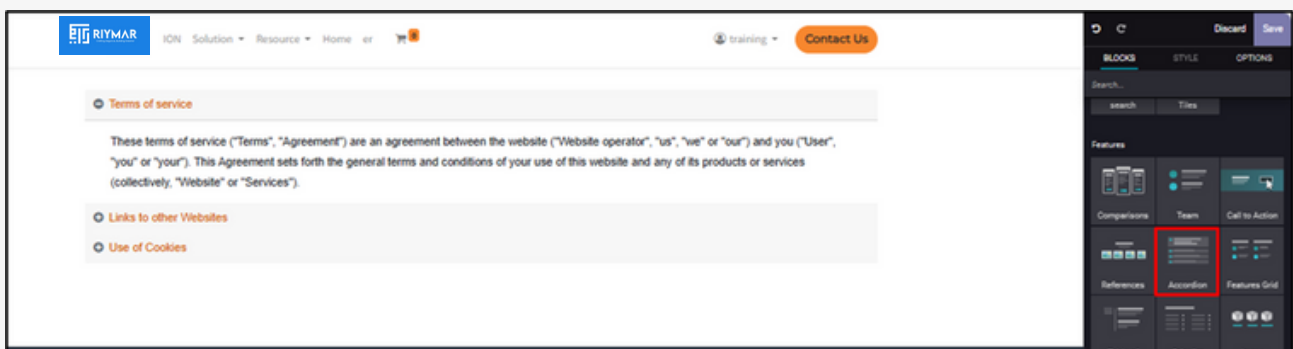 RIYMAR
ION Solution Resource Home er 0 training Contact Us
Terms of service
These terms of service ("Terms", "Agreement") are an agreement between the website ("Website operator", "us", "we" or "our") and you ("User",
"you" or "your"). This Agreement sets forth the general terms and conditions of your use of this website and any of its products or services
(collectively, "Website" or "Services").
Links to other Websites
Use of Cookies
Discard Save
BLOCKS STYLE OPTIONS
Search...
search Tiles
Features
Comparisons Team Call to Action
References Accordion Features Grid